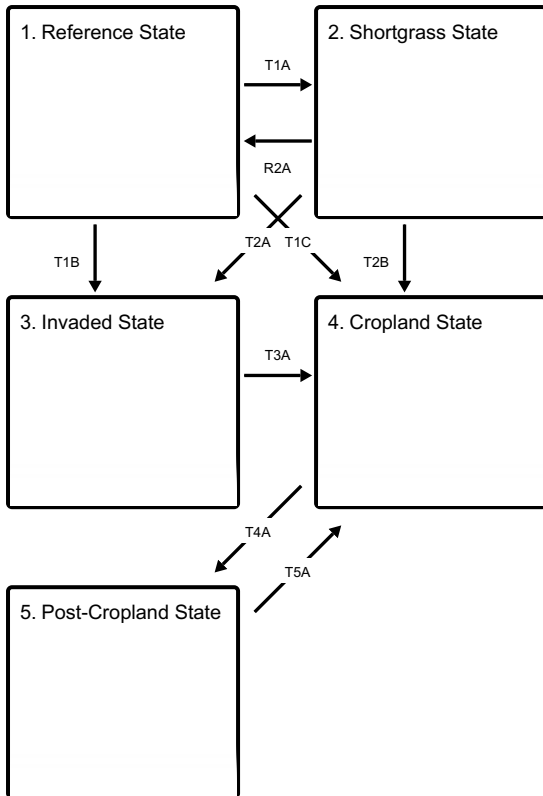 1. Reference State
2. Shortgrass State
T1A
R2A
T2A
T1C
T1B
T2B
3. Invaded State
4. Cropland State
T3A
T4A
T5A
5. Post-Cropland State